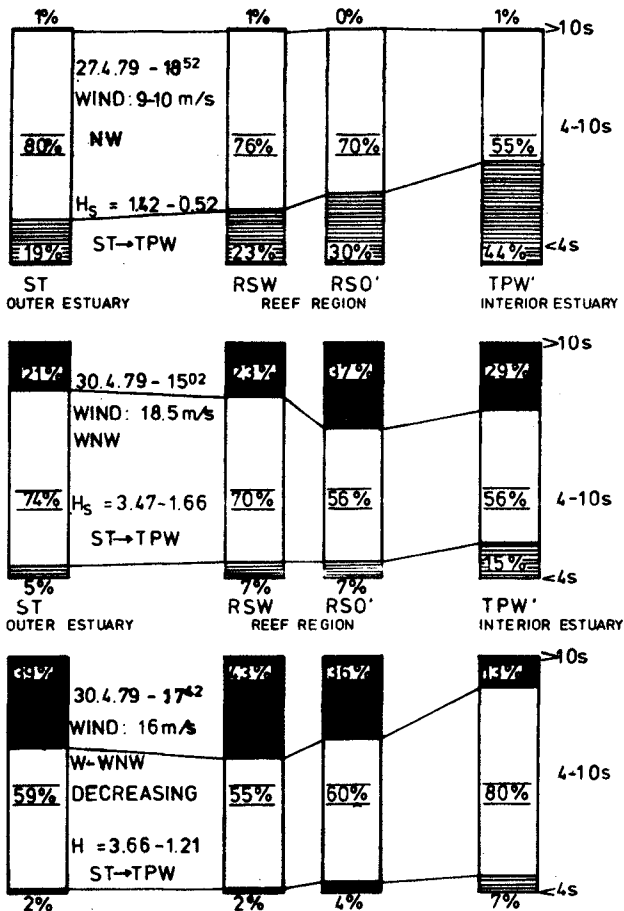 1% 1% 0% 1%
>10s
27.4.79 - 18⁵²
WIND: 9-10 m/s
NW
80% 76% 70% 55%
4-10s
Hs = 1.42 - 0.52
ST→TPW
19% 23% 30% 44%
<4s
ST RSW RSO' TPW'
OUTER ESTUARY REEF REGION INTERIOR ESTUARY
>10s
21% 23% 37% 29%
30.4.79 - 15⁰²
WIND: 18.5 m/s
WNW
74% 70% 56% 56%
4-10s
Hs = 3.47-1.66
ST→TPW
15%
<4s
5% 7% 7%
ST RSW RSO' TPW'
OUTER ESTUARY REEF REGION INTERIOR ESTUARY
>10s
39% 43% 36% 13%
30.4.79 - 17⁴²
WIND: 16 m/s
W-WNW
4-10s
59% DECREASING 55% 60% 80%
H = 3.66-1.21
ST→TPW
<4s
2% 2% 4% 7%